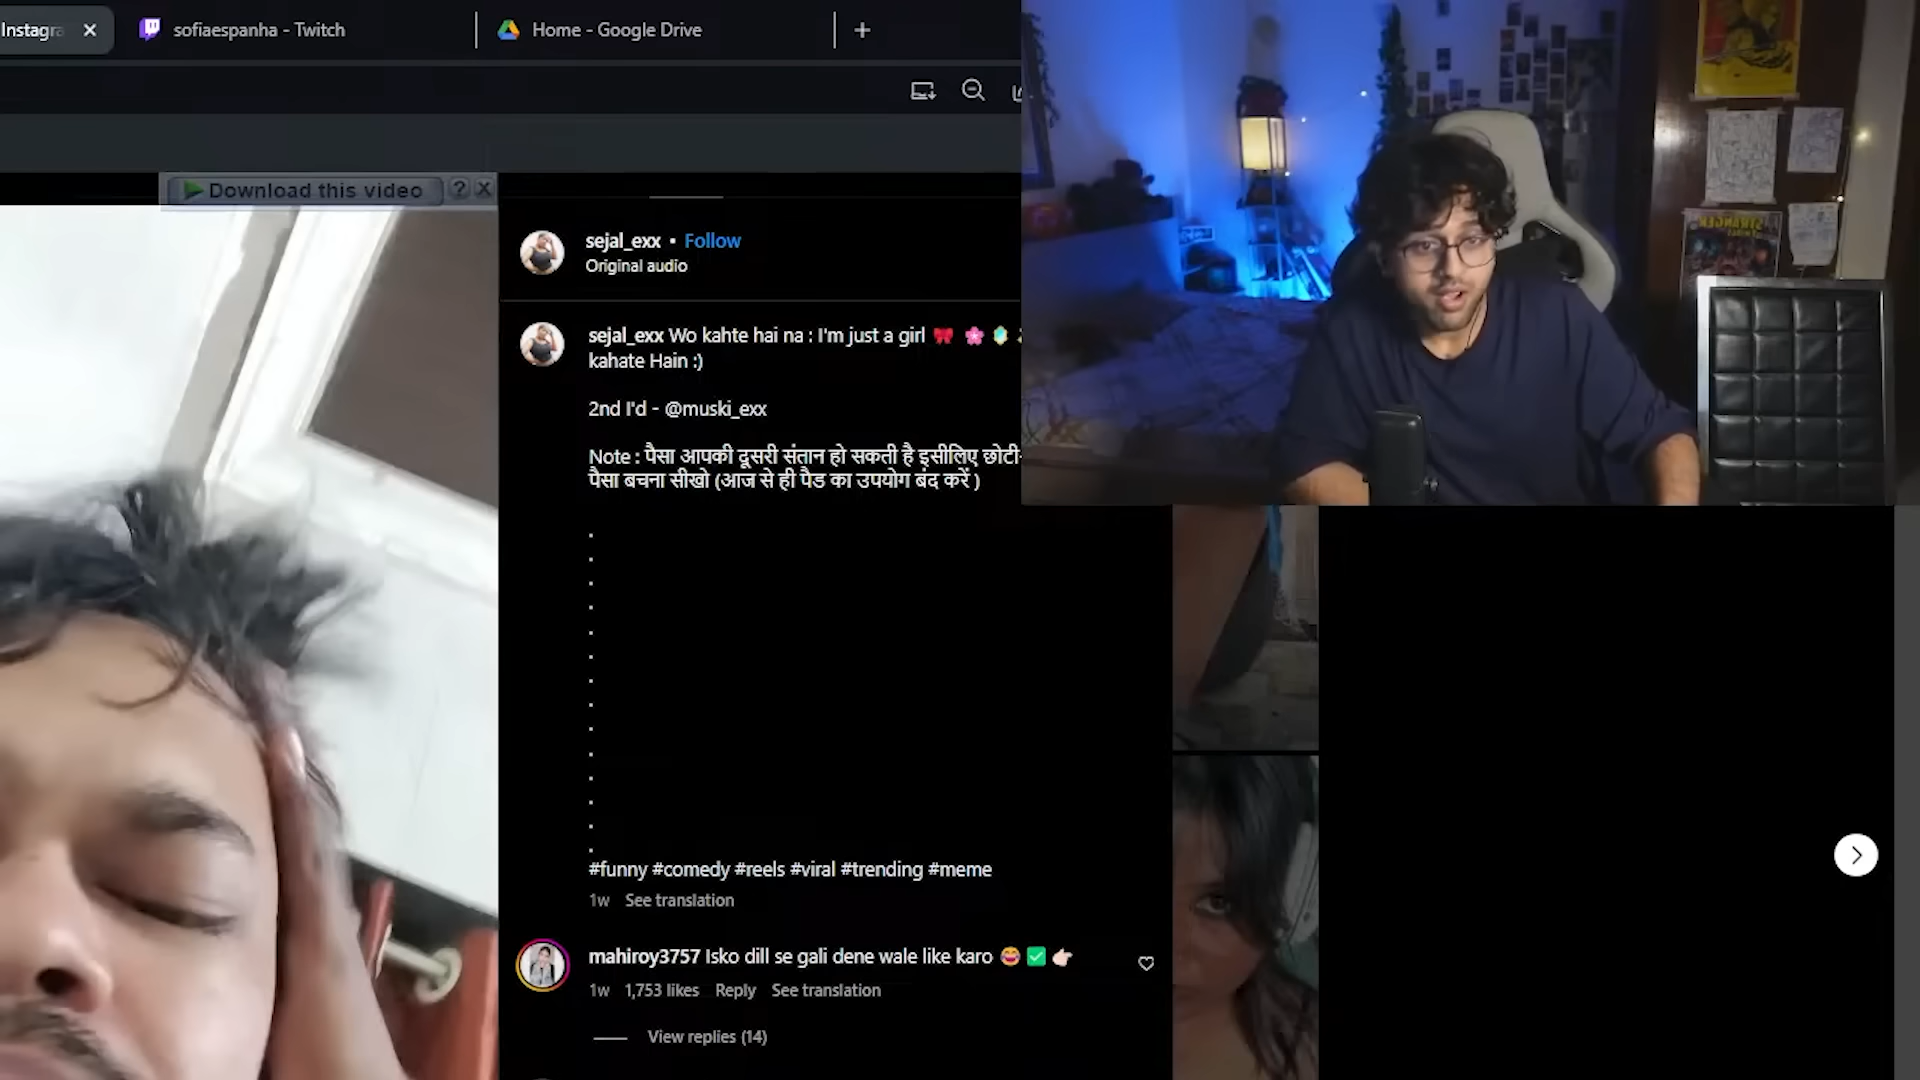 Instagra
sofiaespanha - Twitch
Home - Google Drive
Download this video
?
X
sejal_exx • Follow
Original audio
sejal_exx Wo kahte hai na : I'm just a girl 🎀 🌸
kahate Hain :)
2nd I'd - @muski_exx
Note : पैसा आपकी दूसरी संतान हो सकती है इसीलिए छोटी-
पैसा बचना सीखो (आज से ही पैड का उपयोग बंद करें )
.
.
.
.
.
.
.
.
.
.
.
.
.
.
#funny #comedy #reels #viral #trending #meme
1w See translation
mahiroy3757 Isko dill se gali dene wale like karo 😂 ✅ 👉🏻
1w 1,753 likes Reply See translation
View replies (14)